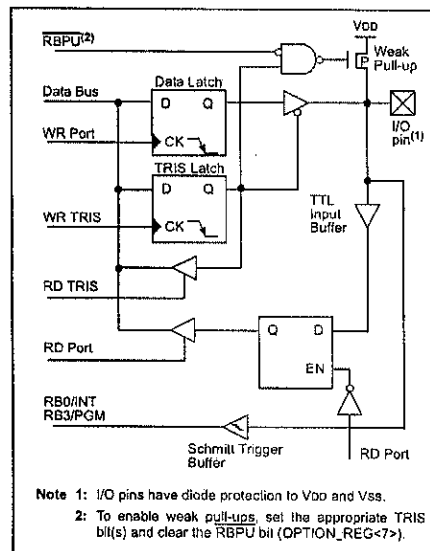 VDD
RBPU(2)
Weak
Pull-up
P
Data Bus
Data Latch
D Q
I/O
pin(1)
WR Port
CK
TRIS Latch
D Q
TTL
Input
Buffer
WR TRIS
CK
RD TRIS
Q D
RD Port
EN
RB0/INT
RB3/PGM
Schmitt Trigger
Buffer
RD Port
Note 1: I/O pins have diode protection to VDD and VSS.
2: To enable weak pull-ups, set the appropriate TRIS
bit(s) and clear the RBPU bit (OPTION_REG<7>).